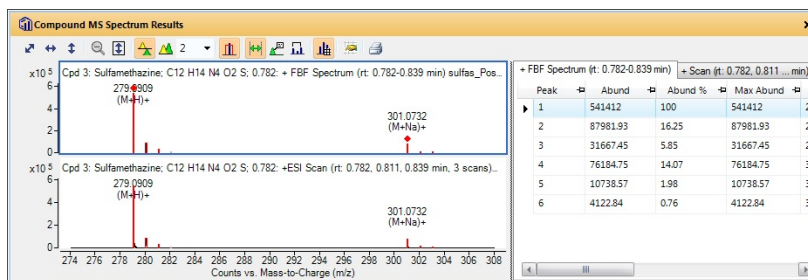 Compound MS Spectrum Results
2
x10 5 Cpd 3: Sulfamethazine; C12 H14 N4 O2 S; 0.782: + FBF Spectrum (rt: 0.782-0.839 min) sulfas_Pos...
6
4
2
0
279.0909
(M+H)+
301.0732
(M+Na)+
x10 5 Cpd 3: Sulfamethazine; C12 H14 N4 O2 S; 0.782: +ESI Scan (rt: 0.782, 0.811, 0.839 min, 3 scans)...
6
4
2
0
279.0909
(M+H)+
301.0732
(M+Na)+
274 276 278 280 282 284 286 288 290 292 294 296 298 300 302 304 306 308
Counts vs. Mass-to-Charge (m/z)
+ FBF Spectrum (rt: 0.782-0.839 min) + Scan (rt: 0.782, 0.811 ... min)
Peak Abund Abund % Max Abund
1 541412 100 541412
2 87981.93 16.25 87981.93
3 31667.45 5.85 31667.45
4 76184.75 14.07 76184.75
5 10738.57 1.98 10738.57
6 4122.84 0.76 4122.84